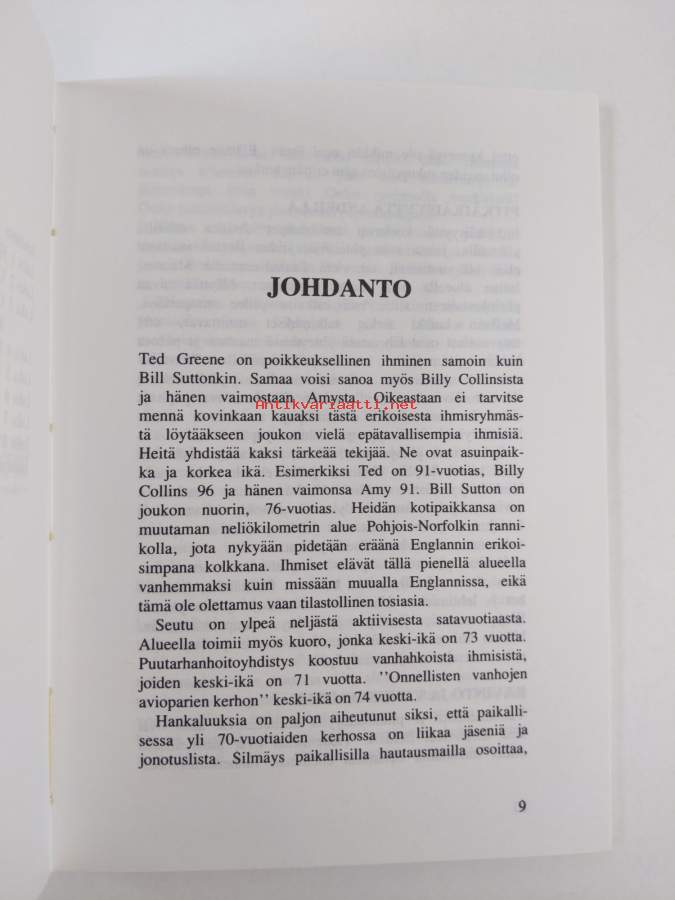 JOHDANTO
Ted Greene on poikkeuksellinen ihminen samoin kuin
Bill Suttonkin. Samaa voisi sanoa myös Billy Collinsista
ja hänen vaimostaan Amysta. Oikeastaan ei tarvitse
Antikvariaatti.net
mennä kovinkaan kauaksi tästä erikoisesta ihmisryhmäs-
tä löytääkseen joukon vielä epätavallisempia ihmisiä.
Heitä yhdistää kaksi tärkeää tekijää. Ne ovat asuinpaik-
ka ja korkea ikä. Esimerkiksi Ted on 91-vuotias, Billy
Collins 96 ja hänen vaimonsa Amy 91. Bill Sutton on
joukon nuorin, 76-vuotias. Heidän kotipaikkansa on
muutaman neliökilometrin alue Pohjois-Norfolkin ranni-
kolla, jota nykyään pidetään eräänä Englannin erikoi-
simpana kolkkana. Ihmiset elävät tällä pienellä alueella
vanhemmaksi kuin missään muualla Englannissa, eikä
tämä ole olettamus vaan tilastollinen tosiasia.
Seutu on ylpeä neljästä aktiivisesta satavuotiaasta.
Alueella toimii myös kuoro, jonka keski-ikä on 73 vuotta.
Puutarhanhoitoyhdistys koostuu vanhahkoista ihmisistä,
joiden keski-ikä on 71 vuotta. ''Onnellisten vanhojen
avioparien kerhon'' keski-ikä on 74 vuotta.
Hankaluuksia on paljon aiheutunut siksi, että paikalli-
sessa yli 70-vuotiaiden kerhossa on liikaa jäseniä ja
jonotuslista. Silmäys paikallisilla hautausmailla osoittaa,
9